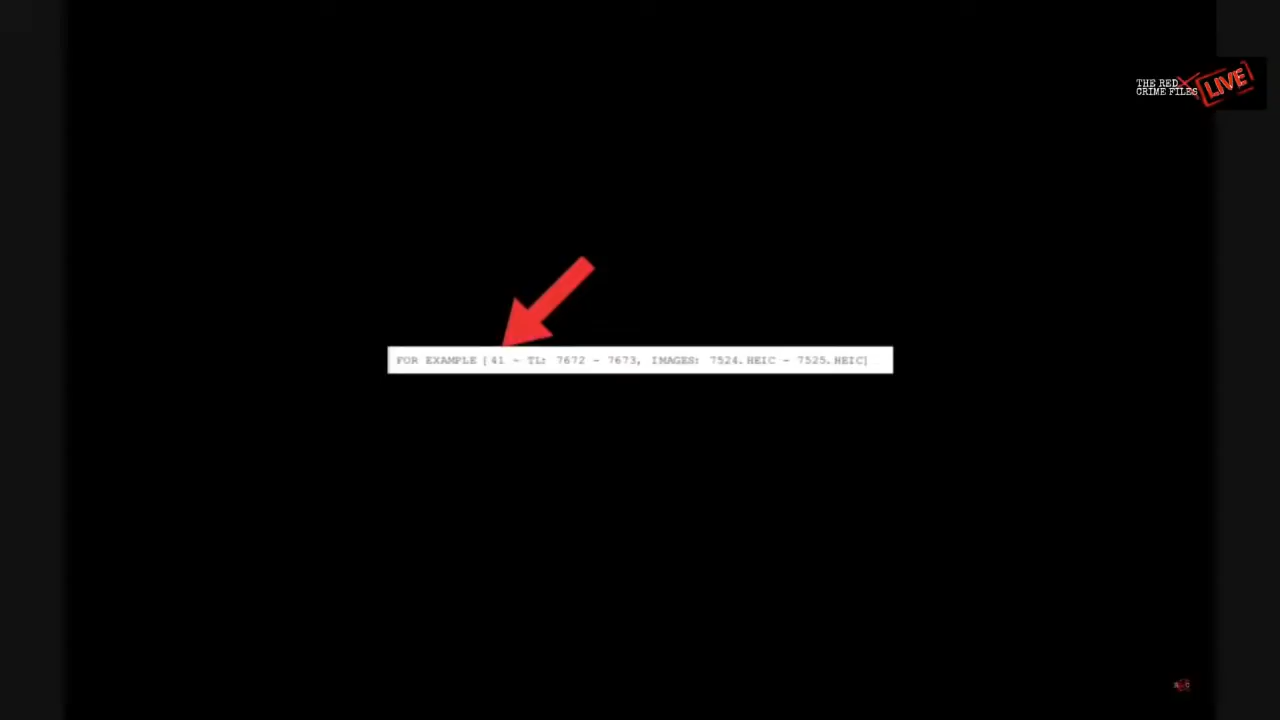 THE RED
CRIME FILES
LIVE
FOR EXAMPLE [41 - TL: 7672 - 7673, IMAGES: 7524.HEIC - 7525.HEIC]